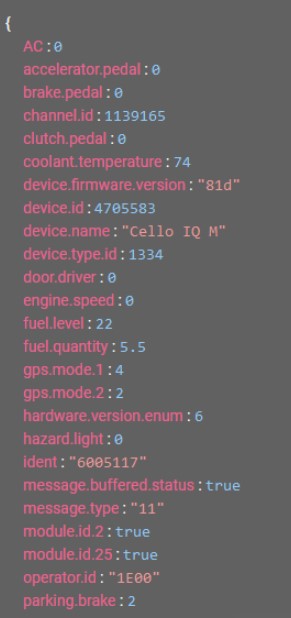 {
AC:0
accelerator.pedal:0
brake.pedal:0
channel.id:1139165
clutch.pedal:0
coolant.temperature:74
device.firmware.version:"81d"
device.id:4705583
device.name:"Cello IQ M"
device.type.id:1334
door.driver:0
engine.speed:0
fuel.level:22
fuel.quantity:5.5
gps.mode.1:4
gps.mode.2:2
hardware.version.enum:6
hazard.light:0
ident:"6005117"
message.buffered.status:true
message.type:"11"
module.id.2:true
module.id.25:true
operator.id:"1E00"
parking.brake:2